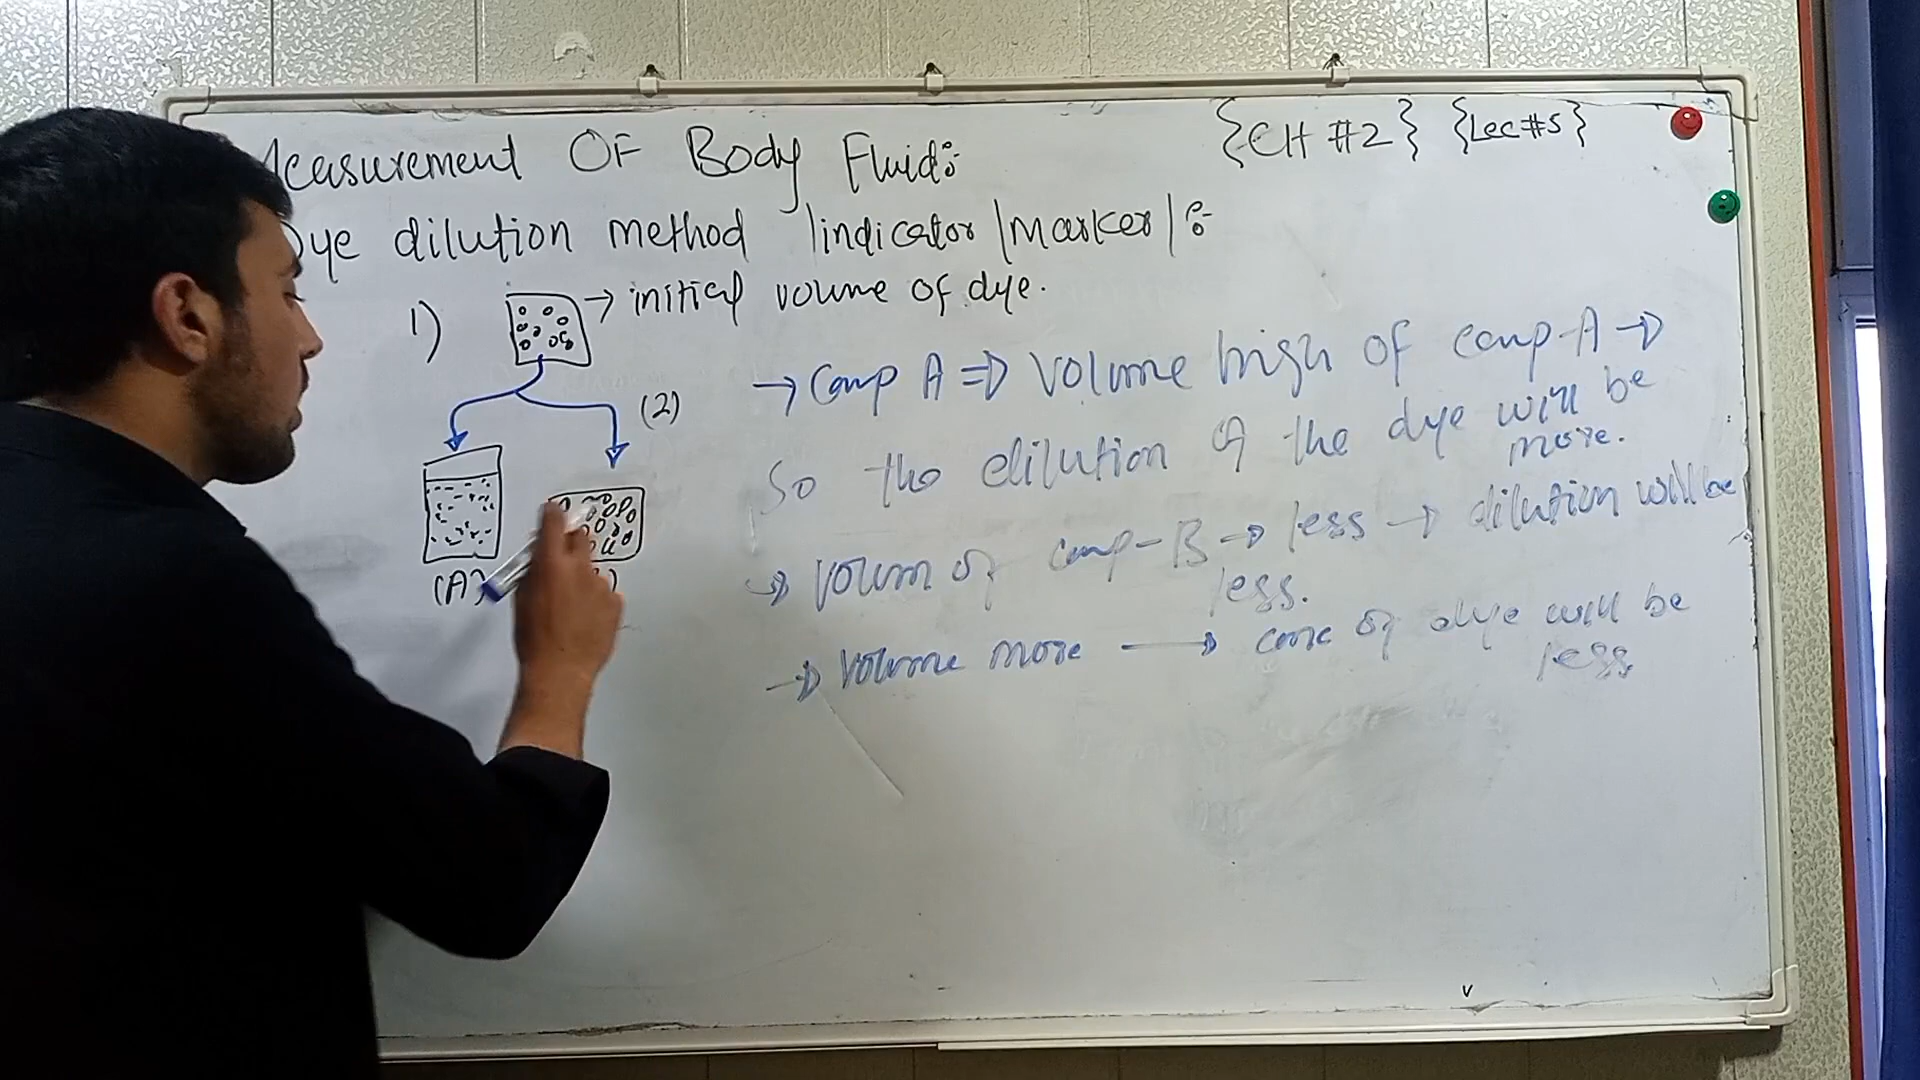 Measurement OF Body Fluid:-
{CH #2} {Lec #5}
Dye dilution method /indicator/marker/:-
1) → initial volume of dye.
(2)
(A)
→ Comp A ⇒ Volume high of comp-A →
So the dilution of the dye will be
more.
→ Volum of comp-B → less → dilution will be
less.
→ Volume more → conc of dye will be
less